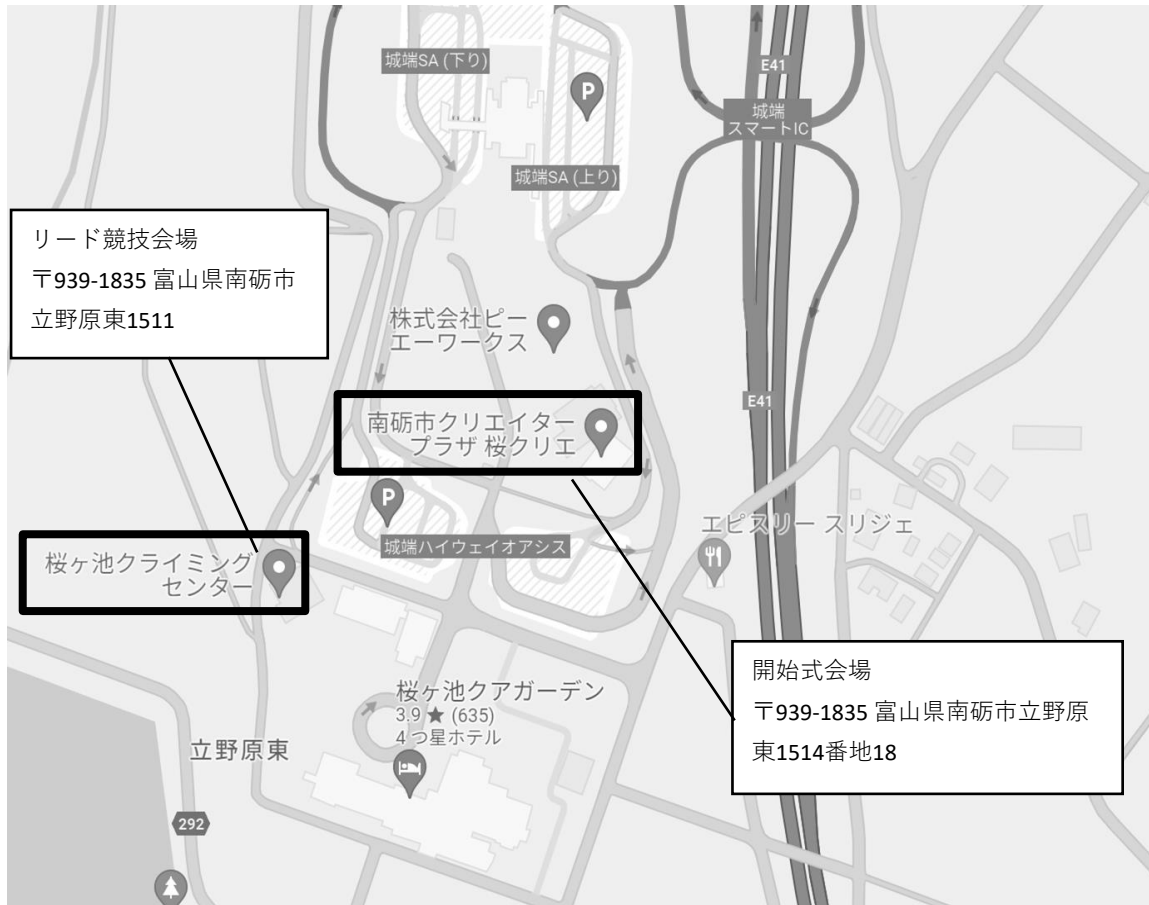 城端SA (下り)
E41
P
城端
スマートIC
城端SA (上り)
リード競技会場
〒939-1835 富山県南砺市
立野原東1511
株式会社ピー
エーワークス
E41
南砺市クリエイター
プラザ 桜クリエ
P
エピスリー スリジェ
城端ハイウェイオアシス
桜ヶ池クライミング
センター
開始式会場
〒939-1835 富山県南砺市立野原
東1514番地18
桜ヶ池クアガーデン
3.9 ★ (635)
4 つ星ホテル
立野原東
292